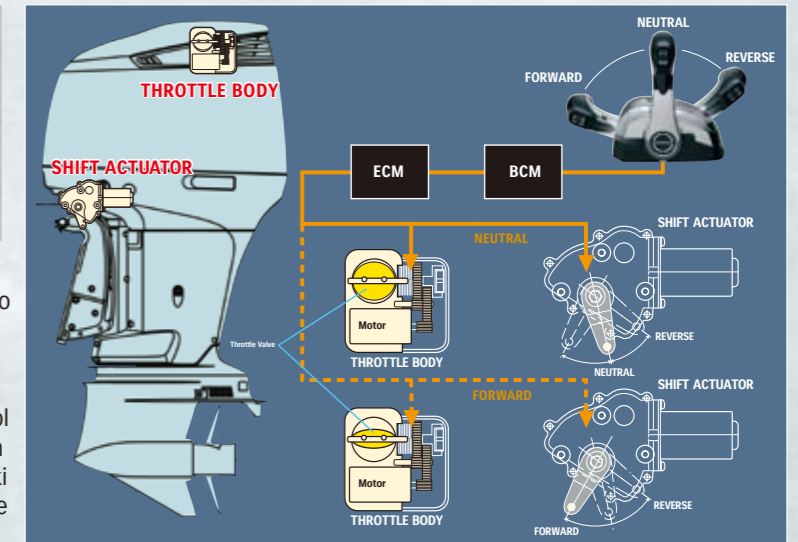 NEUTRAL
REVERSE
FORWARD
THROTTLE BODY
SHIFT ACTUATOR
ECM
BCM
SHIFT ACTUATOR
NEUTRAL
Motor
Throttle Valve
THROTTLE BODY
REVERSE
NEUTRAL
SHIFT ACTUATOR
FORWARD
Motor
THROTTLE BODY
REVERSE
FORWARD